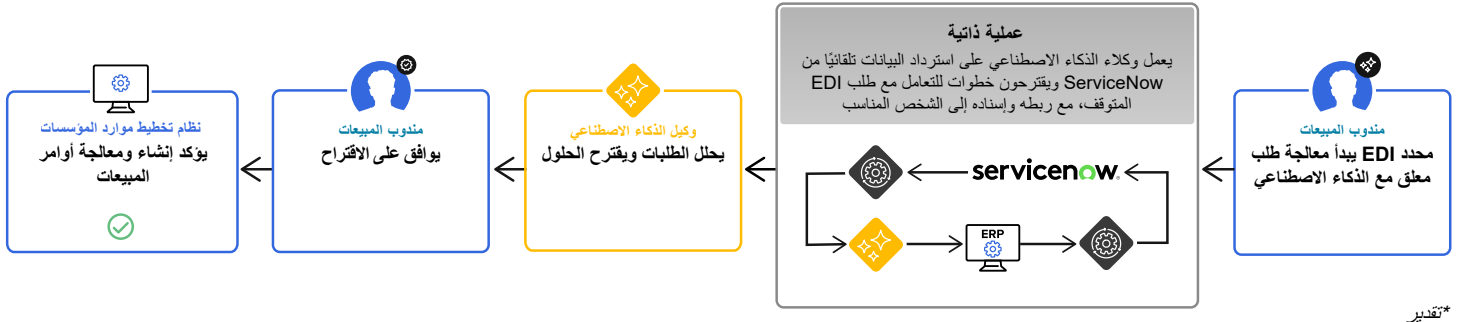 مندوب المبيعات
محدد EDI يبدأ معالجة طلب
معلق مع الذكاء الاصطناعي
عملية ذاتية
يعمل وكلاء الذكاء الاصطناعي على استرداد البيانات تلقائيًا من
ServiceNow ويقترحون خطوات للتعامل مع طلب EDI
المتوقف، مع ربطه وإسناده إلى الشخص المناسب
servicenow.
ERP
وكيل الذكاء الاصطناعي
يحلل الطلبات ويقترح الحلول
مندوب المبيعات
يوافق على الاقتراح
نظام تخطيط موارد المؤسسات
يؤكد إنشاء ومعالجة أوامر
المبيعات
*تقدير